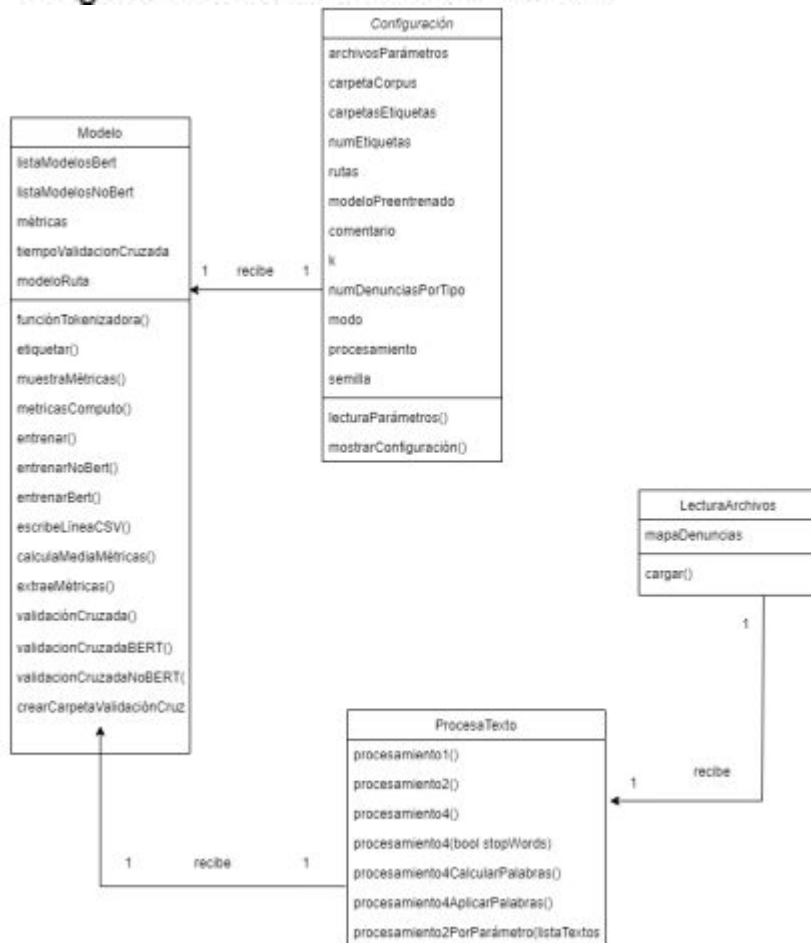 Configuración
archivosParámetros
carpetaCorpus
carpetasEtiquetas
numEtiquetas
rutas
modeloPreentrenado
comentario
k
numDenunciasPorTipo
modo
procesamiento
semilla
lecturaParámetros()
mostrarConfiguración()
Modelo
listaModelosBert
listaModelosNoBert
métricas
tiempoValidacionCruzada
modeloRuta
funciónTokenizadora()
etiquetar()
muestraMétricas()
metricasComputo()
entrenar()
entrenarNoBert()
entrenarBert()
escribeLíneaCSV()
calculaMediaMétricas()
extraeMétricas()
validaciónCruzada()
validacionCruzadaBERT()
validacionCruzadaNoBERT(
crearCarpetaValidaciónCruz
1 recibe 1
LecturaArchivos
mapaDenuncias
cargar()
1
recibe
1
ProcesaTexto
procesamiento1()
procesamiento2()
procesamiento4()
procesamiento4(bool stopWords)
procesamiento4CalcularPalabras()
procesamiento4AplicarPalabras()
procesamiento2PorParámetro(listaTextos
1 recibe 1